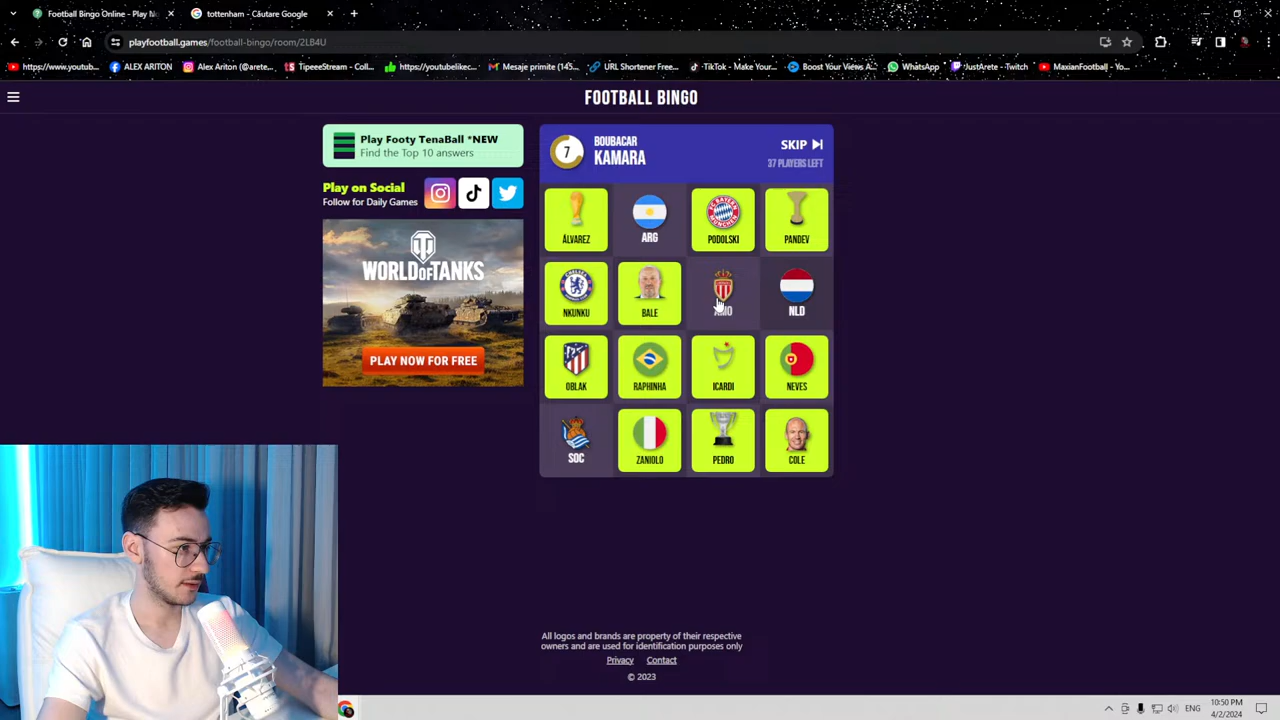 Football Bingo Online - Play No
tottenham - Căutare Google
playfootball.games/football-bingo/room/2LB4U
https://www.youtub...
ALEX ARITON
Alex Ariton (@arete...
TipeeeStream - Coll...
https://youtubelikec...
Mesaje primite (145...
URL Shortener Free...
TikTok - Make Your...
Boost Your Views A...
WhatsApp
JustArete - Twitch
MaxianFootball - Yo...
FOOTBALL BINGO
Play Footy TenaBall *NEW
Find the Top 10 answers
Play on Social
Follow for Daily Games
WORLD OF TANKS
PLAY NOW FOR FREE
7
BOUBACAR
KAMARA
SKIP
37 PLAYERS LEFT
ÁLVAREZ
ARG
PODOLSKI
PANDEV
NKUNKU
BALE
NLD
OBLAK
RAPHINHA
ICARDI
NEVES
SOC
ZANIOLO
PEDRO
COLE
All logos and brands are property of their respective
owners and are used for identification purposes only
Privacy
Contact
© 2023
ENG
10:50 PM
4/2/2024